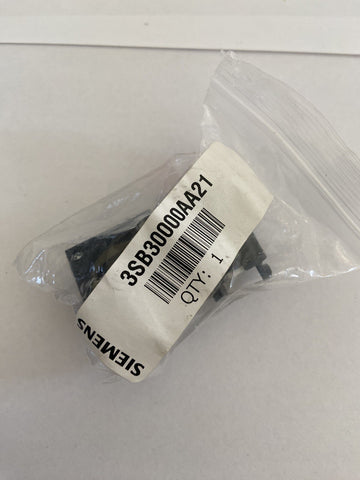 3SB30000AA21
QTY: 1
SIEMENS